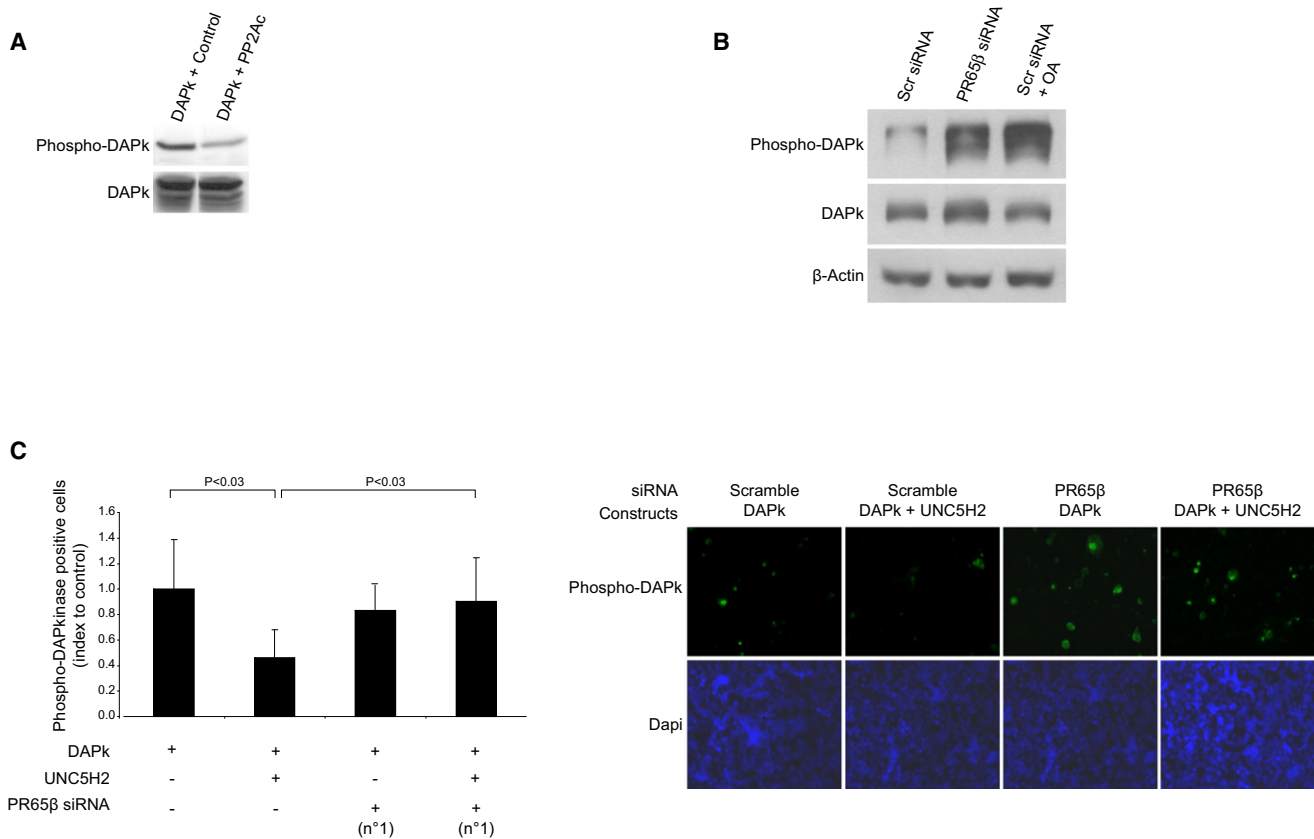 A
DAPk + Control
DAPk + PP2Ac
Phospho-DAPk
DAPk
B
Scr siRNA
PR65β siRNA
Scr siRNA
+ OA
Phospho-DAPk
DAPk
β-Actin
C
P<0.03
P<0.03
Phospho-DAPkinase positive cells
(index to control)
1.6
1.4
1.2
1.0
0.8
0.6
0.4
0.2
0.0
DAPk + + + +
UNC5H2 - + - +
PR65β siRNA - - + +
(n°1) (n°1)
siRNA Scramble Scramble PR65β PR65β
Constructs DAPk DAPk + UNC5H2 DAPk DAPk + UNC5H2
Phospho-DAPk
Dapi